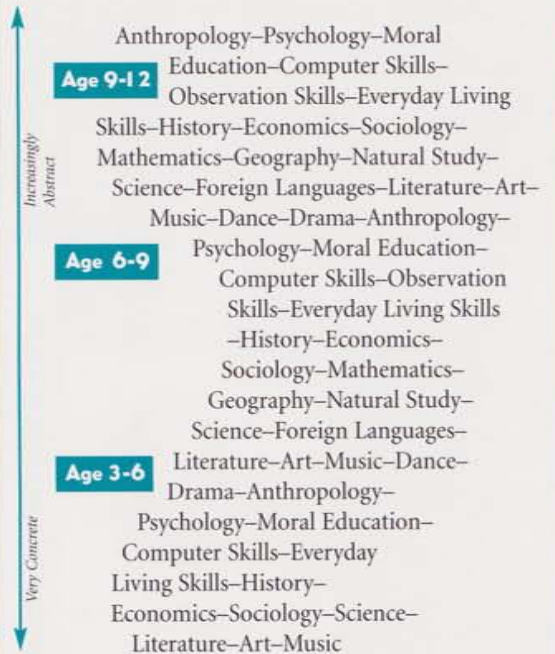 Anthropology–Psychology–Moral
Age 9-12
Education–Computer Skills–
Observation Skills–Everyday Living
Skills–History–Economics–Sociology–
Increasingly
Abstract
Mathematics–Geography–Natural Study–
Science–Foreign Languages–Literature–Art–
Music–Dance–Drama–Anthropology–
Age 6-9
Psychology–Moral Education–
Computer Skills–Observation
Skills–Everyday Living Skills
–History–Economics–
Sociology–Mathematics–
Geography–Natural Study–
Science–Foreign Languages–
Age 3-6
Literature–Art–Music–Dance–
Drama–Anthropology–
Psychology–Moral Education–
Very Concrete
Computer Skills–Everyday
Living Skills–History–
Economics–Sociology–Science–
Literature–Art–Music